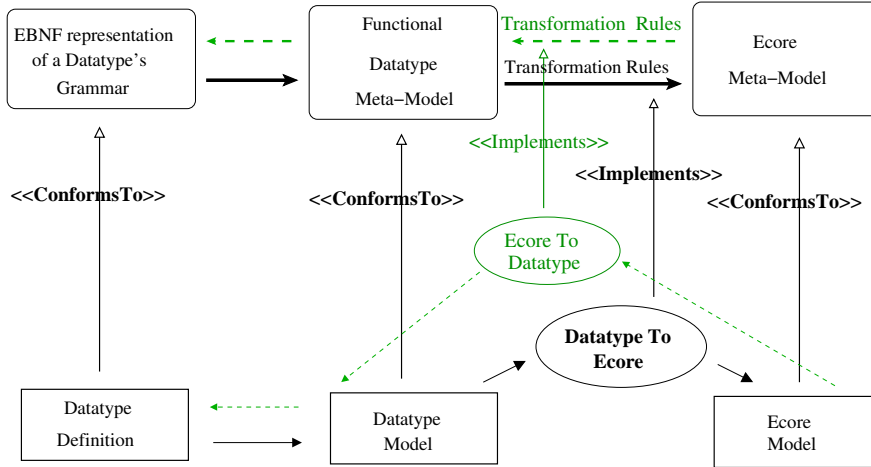 EBNF representation
of a Datatype's
Grammar
Functional
Datatype
Meta−Model
Transformation Rules
Transformation Rules
Ecore
Meta−Model
<<Implements>>
<<Implements>>
<<ConformsTo>>
<<ConformsTo>>
<<ConformsTo>>
Ecore To
Datatype
Datatype To
Ecore
Datatype
Definition
Datatype
Model
Ecore
Model